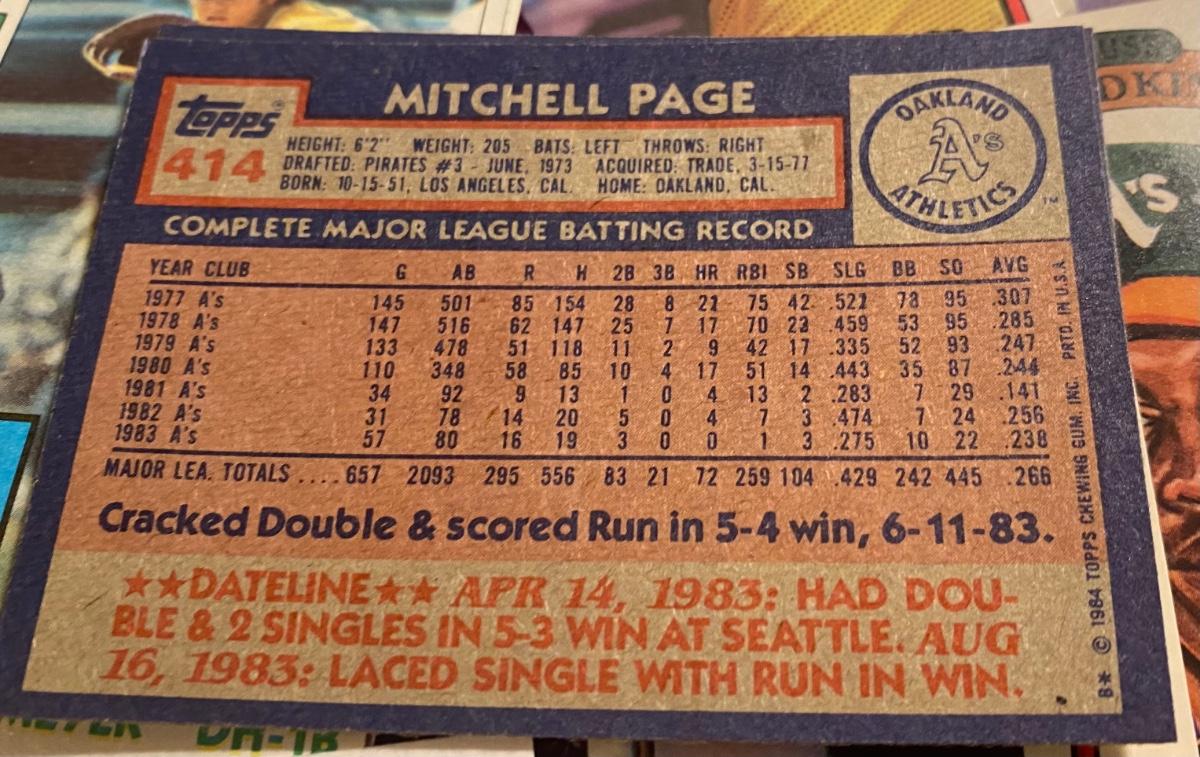 MITCHELL PAGE
Topps
414
HEIGHT: 6'2" WEIGHT: 205 BATS: LEFT THROWS: RIGHT
DRAFTED: PIRATES #3 - JUNE, 1973 ACQUIRED: TRADE, 3-15-77
BORN: 10-15-51, LOS ANGELES, CAL. HOME: OAKLAND, CAL.
OAKLAND
A's
ATHLETICS
TM
COMPLETE MAJOR LEAGUE BATTING RECORD
YEAR CLUB G AB R H 2B 3B HR RBI SB SLG BB SO AVG
1977 A's 145 501 85 154 28 8 21 75 42 .521 78 95 .307
1978 A's 147 516 62 147 25 7 17 70 23 .459 53 95 .285
1979 A's 133 478 51 118 11 2 9 42 17 .335 52 93 .247
1980 A's 110 348 58 85 10 4 17 51 14 .443 35 87 .244
1981 A's 34 92 9 13 1 0 4 13 2 .283 7 29 .141
1982 A's 31 78 14 20 5 0 4 7 3 .474 7 24 .256
1983 A's 57 80 16 19 3 0 0 1 3 .275 10 22 .238
MAJOR LEA. TOTALS .... 657 2093 295 556 83 21 72 259 104 .429 242 445 .266
Cracked Double & scored Run in 5-4 win, 6-11-83.
★★DATELINE★★ APR 14, 1983: HAD DOU-
BLE & 2 SINGLES IN 5-3 WIN AT SEATTLE. AUG
16, 1983: LACED SINGLE WITH RUN IN WIN.
B* © 1984 TOPPS CHEWING GUM, INC. PRTD. IN U.S.A.
A's
DH-1B